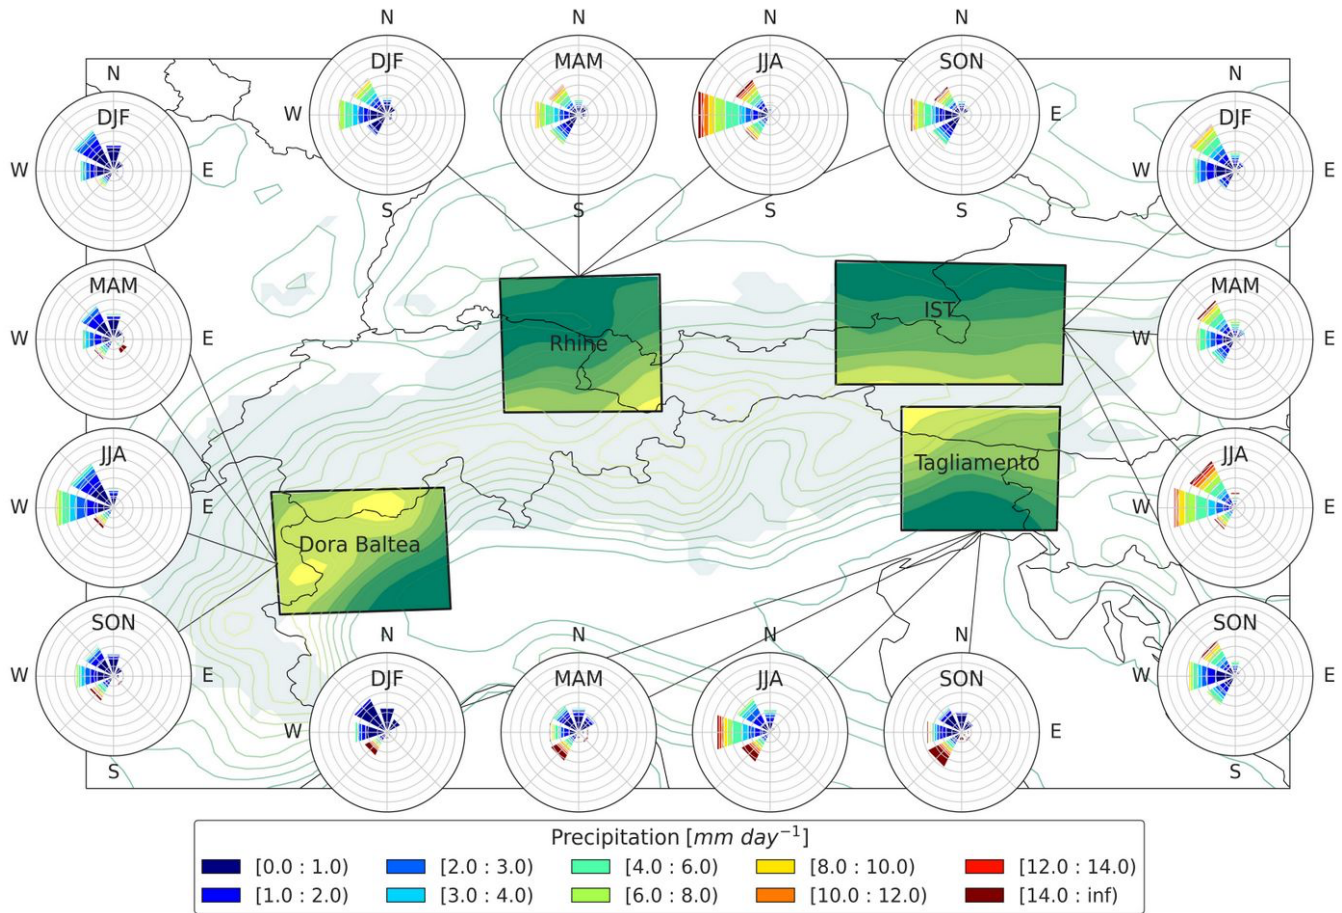 N N N N
DJF MAM JJA SON
N N
DJF DJF
W E
W E W E
S S S S
MAM MAM
IST
W E Rhine W E
JJA JJA
Tagliamento
W E W E
Dora Baltea
SON SON
N N N N
W E W E
DJF MAM JJA SON
W E
S S
Precipitation [mm day⁻¹]
[0.0 : 1.0) [2.0 : 3.0) [4.0 : 6.0) [8.0 : 10.0) [12.0 : 14.0)
[1.0 : 2.0) [3.0 : 4.0) [6.0 : 8.0) [10.0 : 12.0) [14.0 : inf)